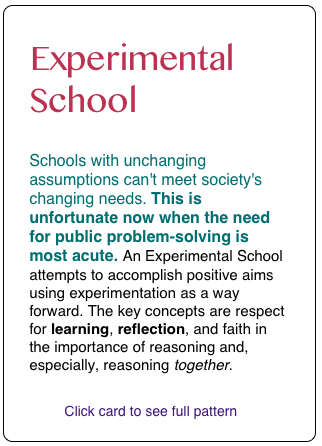 Experimental
School
Schools with unchanging
assumptions can't meet society's
changing needs. This is
unfortunate now when the need
for public problem-solving is
most acute. An Experimental School
attempts to accomplish positive aims
using experimentation as a way
forward. The key concepts are respect
for learning, reflection, and faith in
the importance of reasoning and,
especially, reasoning together.
Click card to see full pattern